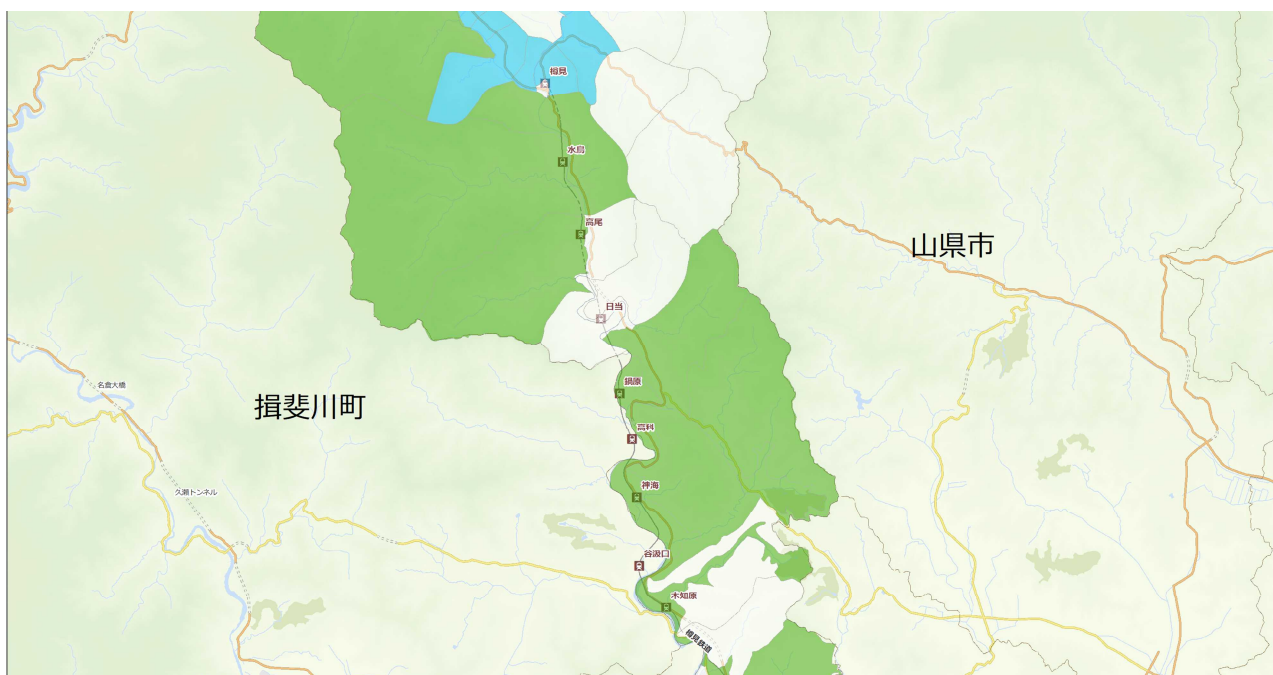 樽見
水鳥
高尾
山県市
日当
名倉大橋
鍋原
揖斐川町
高科
神海
久瀬トンネル
谷汲口
木知原
樽見鉄道